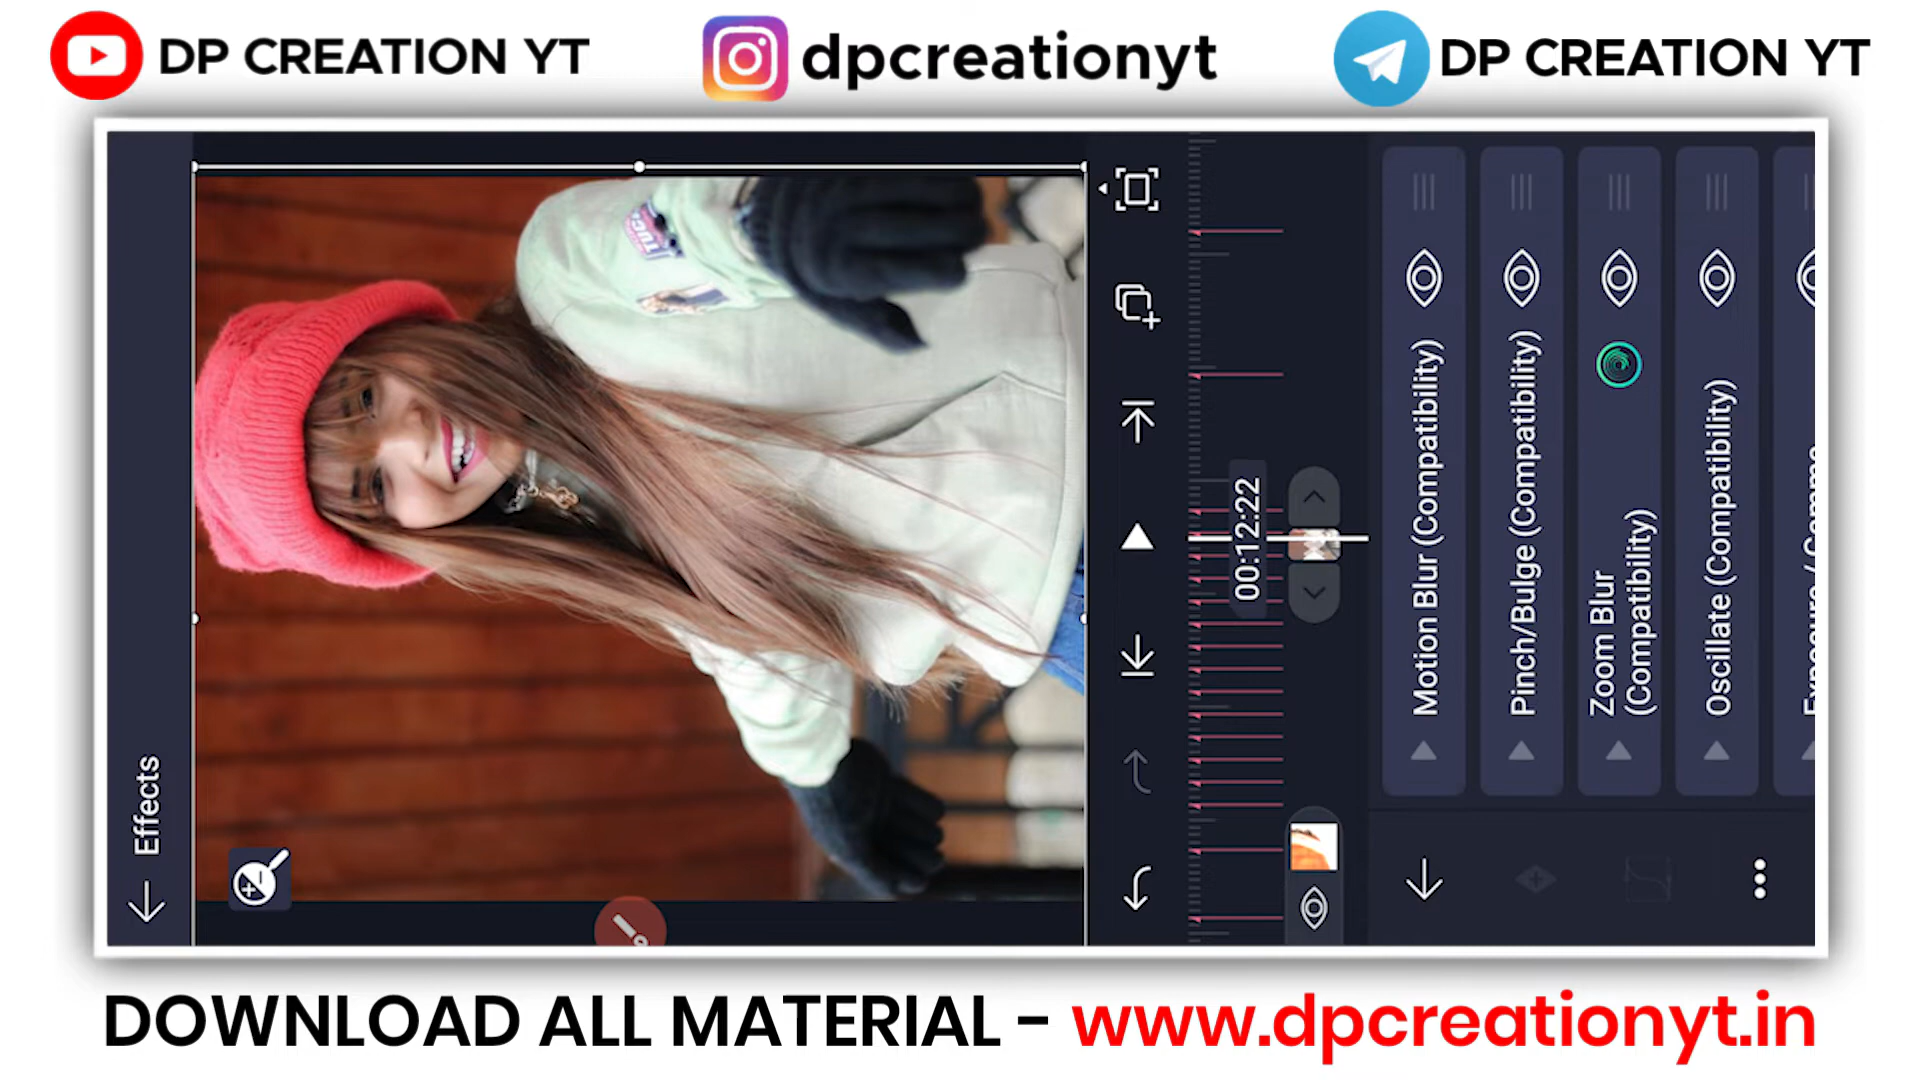 DP CREATION YT
dpcreationyt
DP CREATION YT
Effects
00:12:22
Motion Blur (Compatibility)
Pinch/Bulge (Compatibility)
Zoom Blur
(Compatibility)
Oscillate (Compatibility)
DOWNLOAD ALL MATERIAL - www.dpcreationyt.in